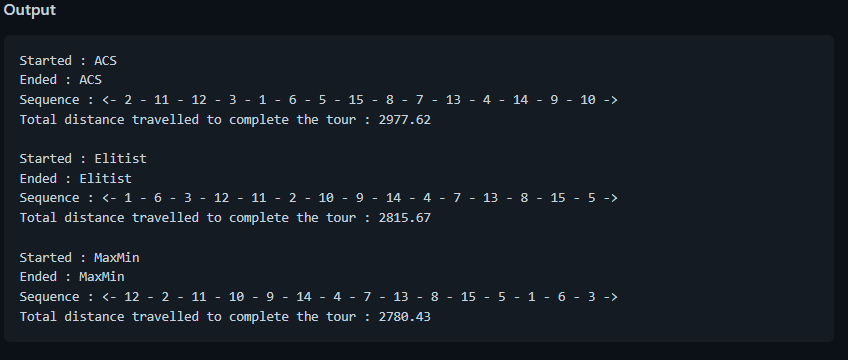 Output
Started : ACS
Ended : ACS
Sequence : <- 2 - 11 - 12 - 3 - 1 - 6 - 5 - 15 - 8 - 7 - 13 - 4 - 14 - 9 - 10 ->
Total distance travelled to complete the tour : 2977.62
Started : Elitist
Ended : Elitist
Sequence : <- 1 - 6 - 3 - 12 - 11 - 2 - 10 - 9 - 14 - 4 - 7 - 13 - 8 - 15 - 5 ->
Total distance travelled to complete the tour : 2815.67
Started : MaxMin
Ended : MaxMin
Sequence : <- 12 - 2 - 11 - 10 - 9 - 14 - 4 - 7 - 13 - 8 - 15 - 5 - 1 - 6 - 3 ->
Total distance travelled to complete the tour : 2780.43